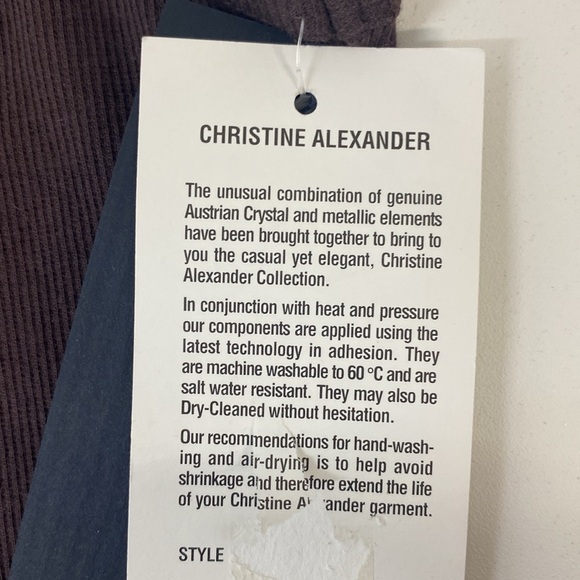 CHRISTINE ALEXANDER
The unusual combination of genuine
Austrian Crystal and metallic elements
have been brought together to bring to
you the casual yet elegant, Christine
Alexander Collection.
In conjunction with heat and pressure
our components are applied using the
latest technology in adhesion. They
are machine washable to 60 °C and are
salt water resistant. They may also be
Dry-Cleaned without hesitation.
Our recommendations for hand-wash-
ing and air-drying is to help avoid
shrinkage and therefore extend the life
of your Christine Alexander garment.
STYLE